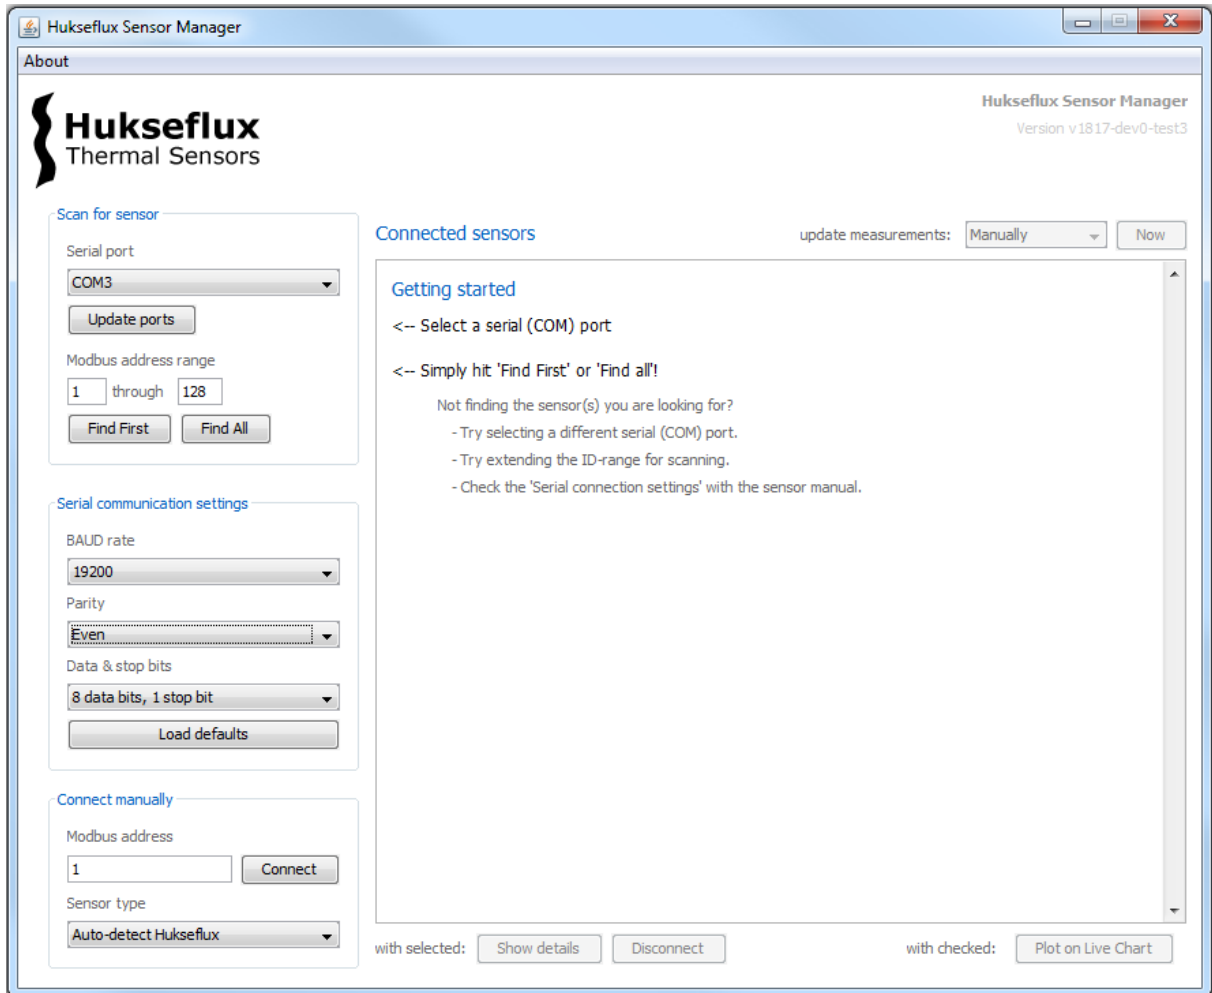 Hukseflux Sensor Manager
About
Hukseflux
Thermal Sensors
Hukseflux Sensor Manager
Version v1817-dev0-test3
Scan for sensor
Serial port
COM3
Update ports
Modbus address range
1 through 128
Find First Find All
Serial communication settings
BAUD rate
19200
Parity
Even
Data & stop bits
8 data bits, 1 stop bit
Load defaults
Connect manually
Modbus address
1 Connect
Sensor type
Auto-detect Hukseflux
Connected sensors update measurements: Manually Now
Getting started
<-- Select a serial (COM) port
<-- Simply hit 'Find First' or 'Find all'!
Not finding the sensor(s) you are looking for?
- Try selecting a different serial (COM) port.
- Try extending the ID-range for scanning.
- Check the 'Serial connection settings' with the sensor manual.
with selected: Show details Disconnect with checked: Plot on Live Chart